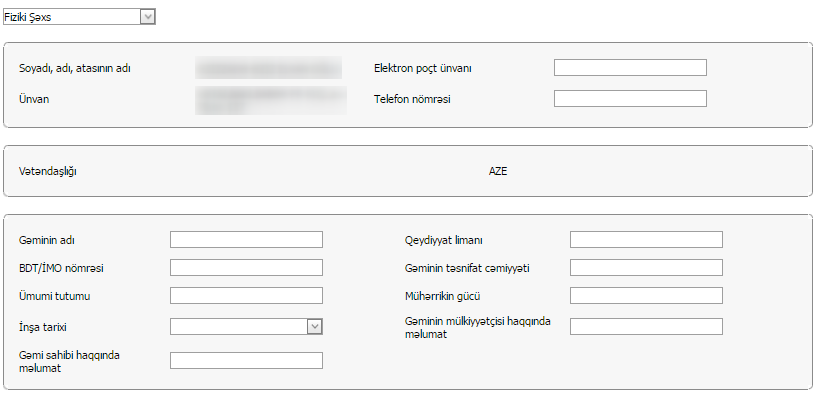 Fiziki Şəxs
Soyadı, adı, atasının adı
Elektron poçt ünvanı
Ünvan
Telefon nömrəsi
Vətəndaşlığı
AZE
Gəminin adı
Qeydiyyat limanı
BDT/İMO nömrəsi
Gəminin təsnifat cəmiyyəti
Ümumi tutumu
Mühərrikin gücü
İnşa tarixi
Gəminin mülkiyyətçisi haqqında
məlumat
Gəmi sahibi haqqında
məlumat